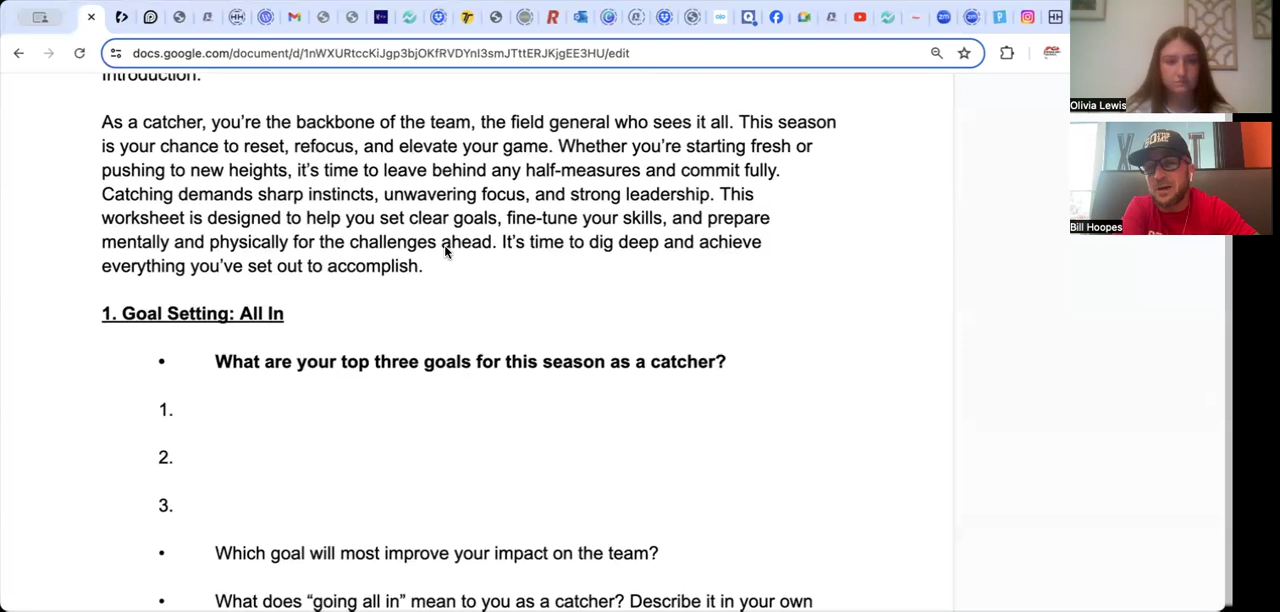 docs.google.com/document/d/1nWXURtccKiJgp3bjOKfRVDYnI3smJTttERJKjgEE3HU/edit
Introduction:
As a catcher, you’re the backbone of the team, the field general who sees it all. This season
is your chance to reset, refocus, and elevate your game. Whether you’re starting fresh or
pushing to new heights, it’s time to leave behind any half-measures and commit fully.
Catching demands sharp instincts, unwavering focus, and strong leadership. This
worksheet is designed to help you set clear goals, fine-tune your skills, and prepare
mentally and physically for the challenges ahead. It’s time to dig deep and achieve
everything you’ve set out to accomplish.
1. Goal Setting: All In
• What are your top three goals for this season as a catcher?
1.
2.
3.
• Which goal will most improve your impact on the team?
• What does “going all in” mean to you as a catcher? Describe it in your own
Olivia Lewis
Bill Hoopes